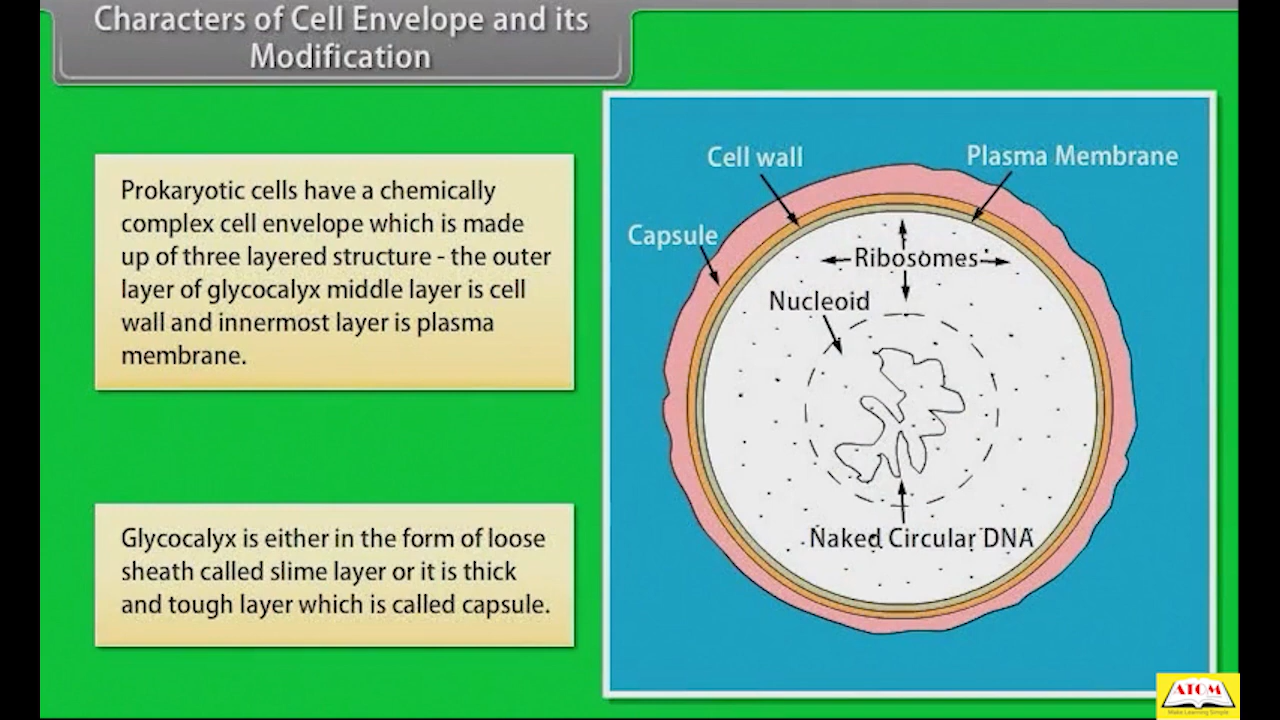 Characters of Cell Envelope and its
Modification
Prokaryotic cells have a chemically
complex cell envelope which is made
up of three layered structure - the outer
layer of glycocalyx middle layer is cell
wall and innermost layer is plasma
membrane.
Glycocalyx is either in the form of loose
sheath called slime layer or it is thick
and tough layer which is called capsule.
Cell wall
Plasma Membrane
Capsule
Ribosomes
Nucleoid
Naked Circular DNA
ATOM
Make Learning Simple